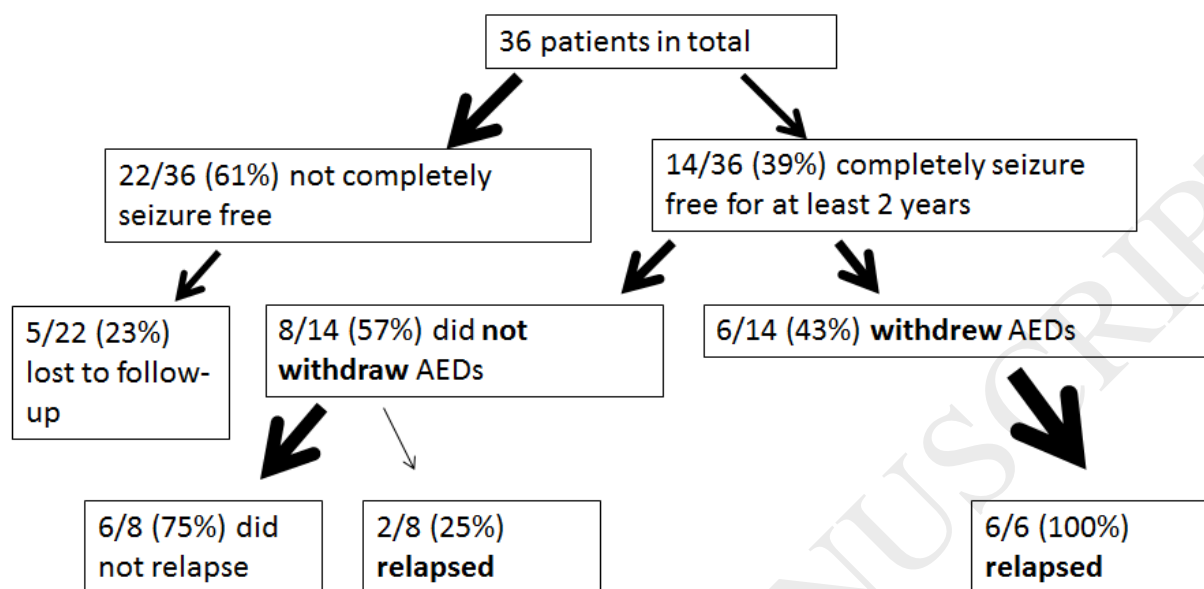 36 patients in total
22/36 (61%) not completely
seizure free
14/36 (39%) completely seizure
free for at least 2 years
5/22 (23%)
lost to follow-
up
8/14 (57%) did not
withdraw AEDs
6/14 (43%) withdrew AEDs
6/8 (75%) did
not relapse
2/8 (25%)
relapsed
6/6 (100%)
relapsed
NUSCRIP